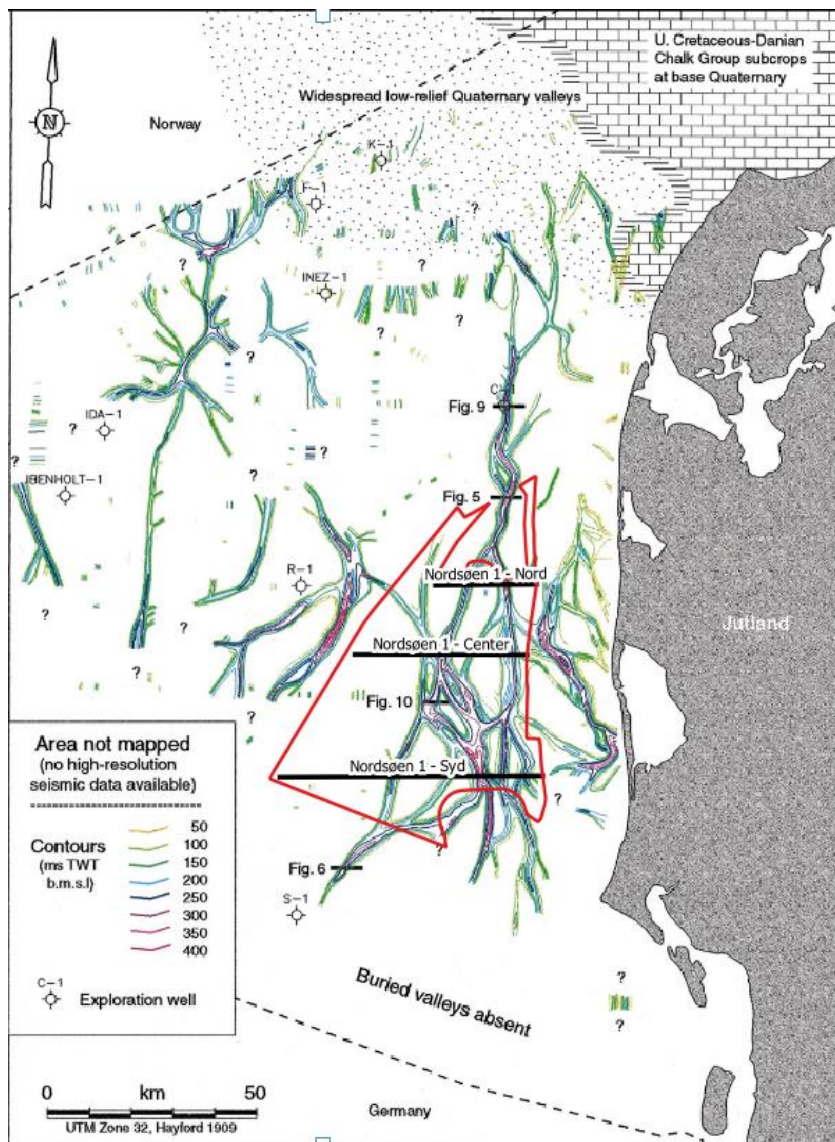 U. Cretaceous-Danian
Chalk Group subcrops
at base Quaternary
Widespread low-relief Quaternary valleys
Norway
N
K-1
F-1
?
?
?
INEZ-1
?
?
?
?
C-1
Fig. 9
IDA-1
?
?
?
?
IBENHOLT-1
Fig. 5
R-1
Nordsøen 1 - Nord
?
?
Jutland
Nordsøen 1 - Center
?
Fig. 10
?
Area not mapped
(no high-resolution
seismic data available)
Nordsøen 1 - Syd
?
Contours
(ms TWT
b.m.s.l)
50
100
150
200
250
300
350
400
?
Fig. 6
S-1
C-1
Exploration well
Buried valleys absent
?
?
0 km 50
UTM Zone 32, Hayford 1909
Germany